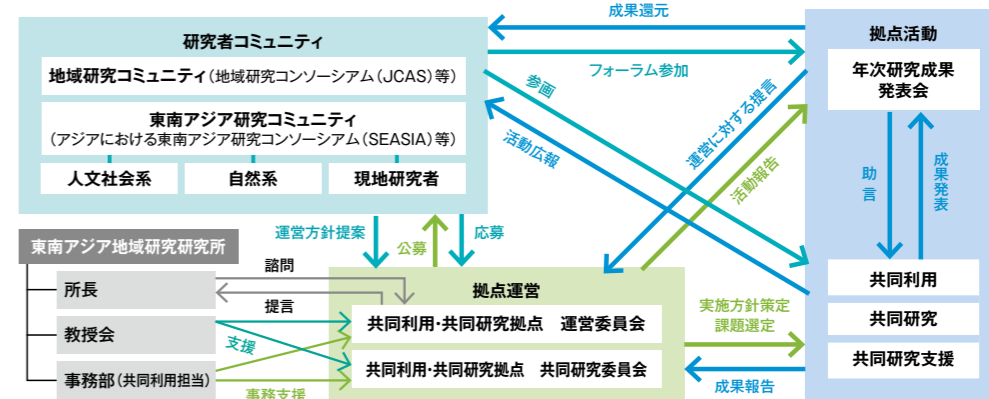 成果還元
研究者コミュニティ
地域研究コミュニティ(地域研究コンソーシアム(JCAS)等)
東南アジア研究コミュニティ
(アジアにおける東南アジア研究コンソーシアム(SEASIA)等)
人文社会系
自然系
現地研究者
フォーラム参加
参画
活動広報
運営に対する提言
活動報告
拠点活動
年次研究成果
発表会
助言
成果発表
共同利用
共同研究
共同研究支援
運営方針提案
公募
応募
東南アジア地域研究研究所
所長
教授会
事務部(共同利用担当)
諮問
提言
支援
事務支援
拠点運営
共同利用・共同研究拠点　運営委員会
共同利用・共同研究拠点　共同研究委員会
実施方針策定
課題選定
成果報告